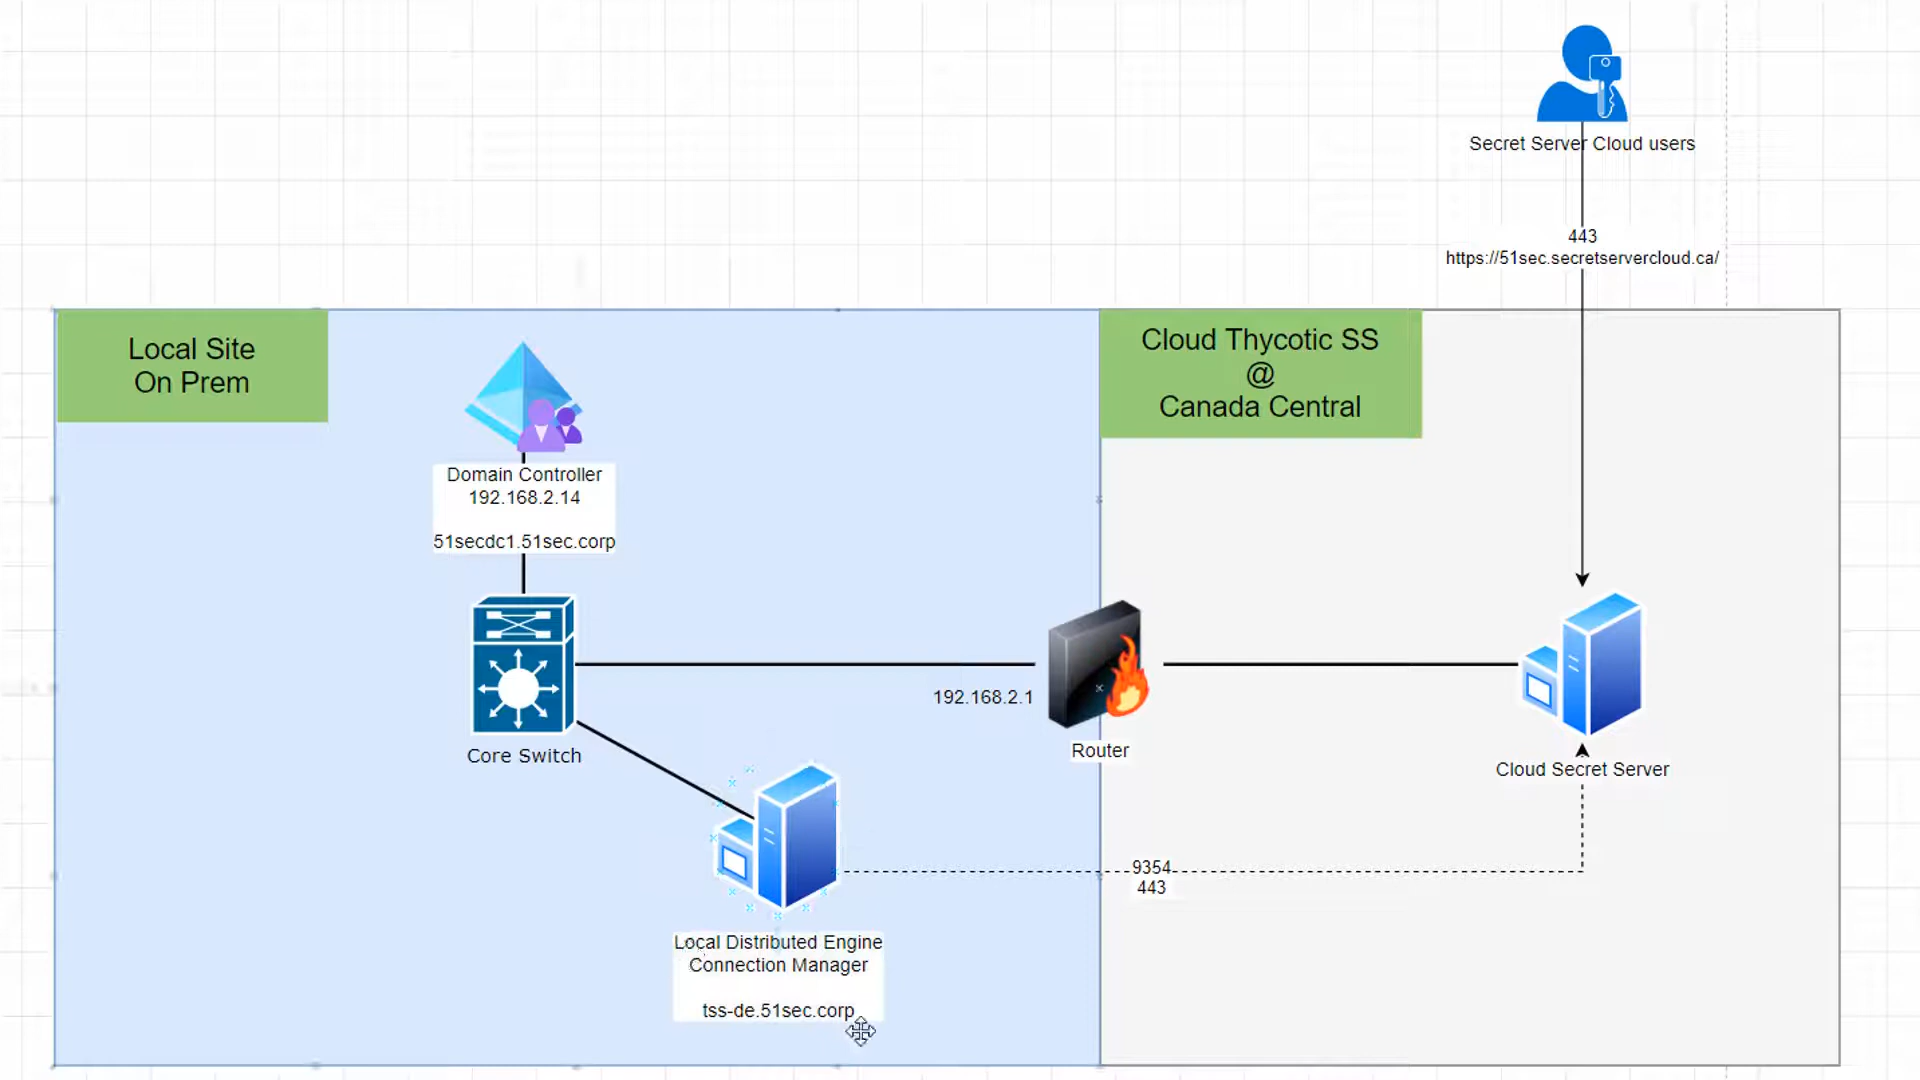 Secret Server Cloud users
443
https://51sec.secretservercloud.ca/
Local Site
On Prem
Cloud Thycotic SS
@
Canada Central
Domain Controller
192.168.2.14
51secdc1.51sec.corp
192.168.2.1
Core Switch
Router
Cloud Secret Server
9354
443
Local Distributed Engine
Connection Manager
tss-de.51sec.corp